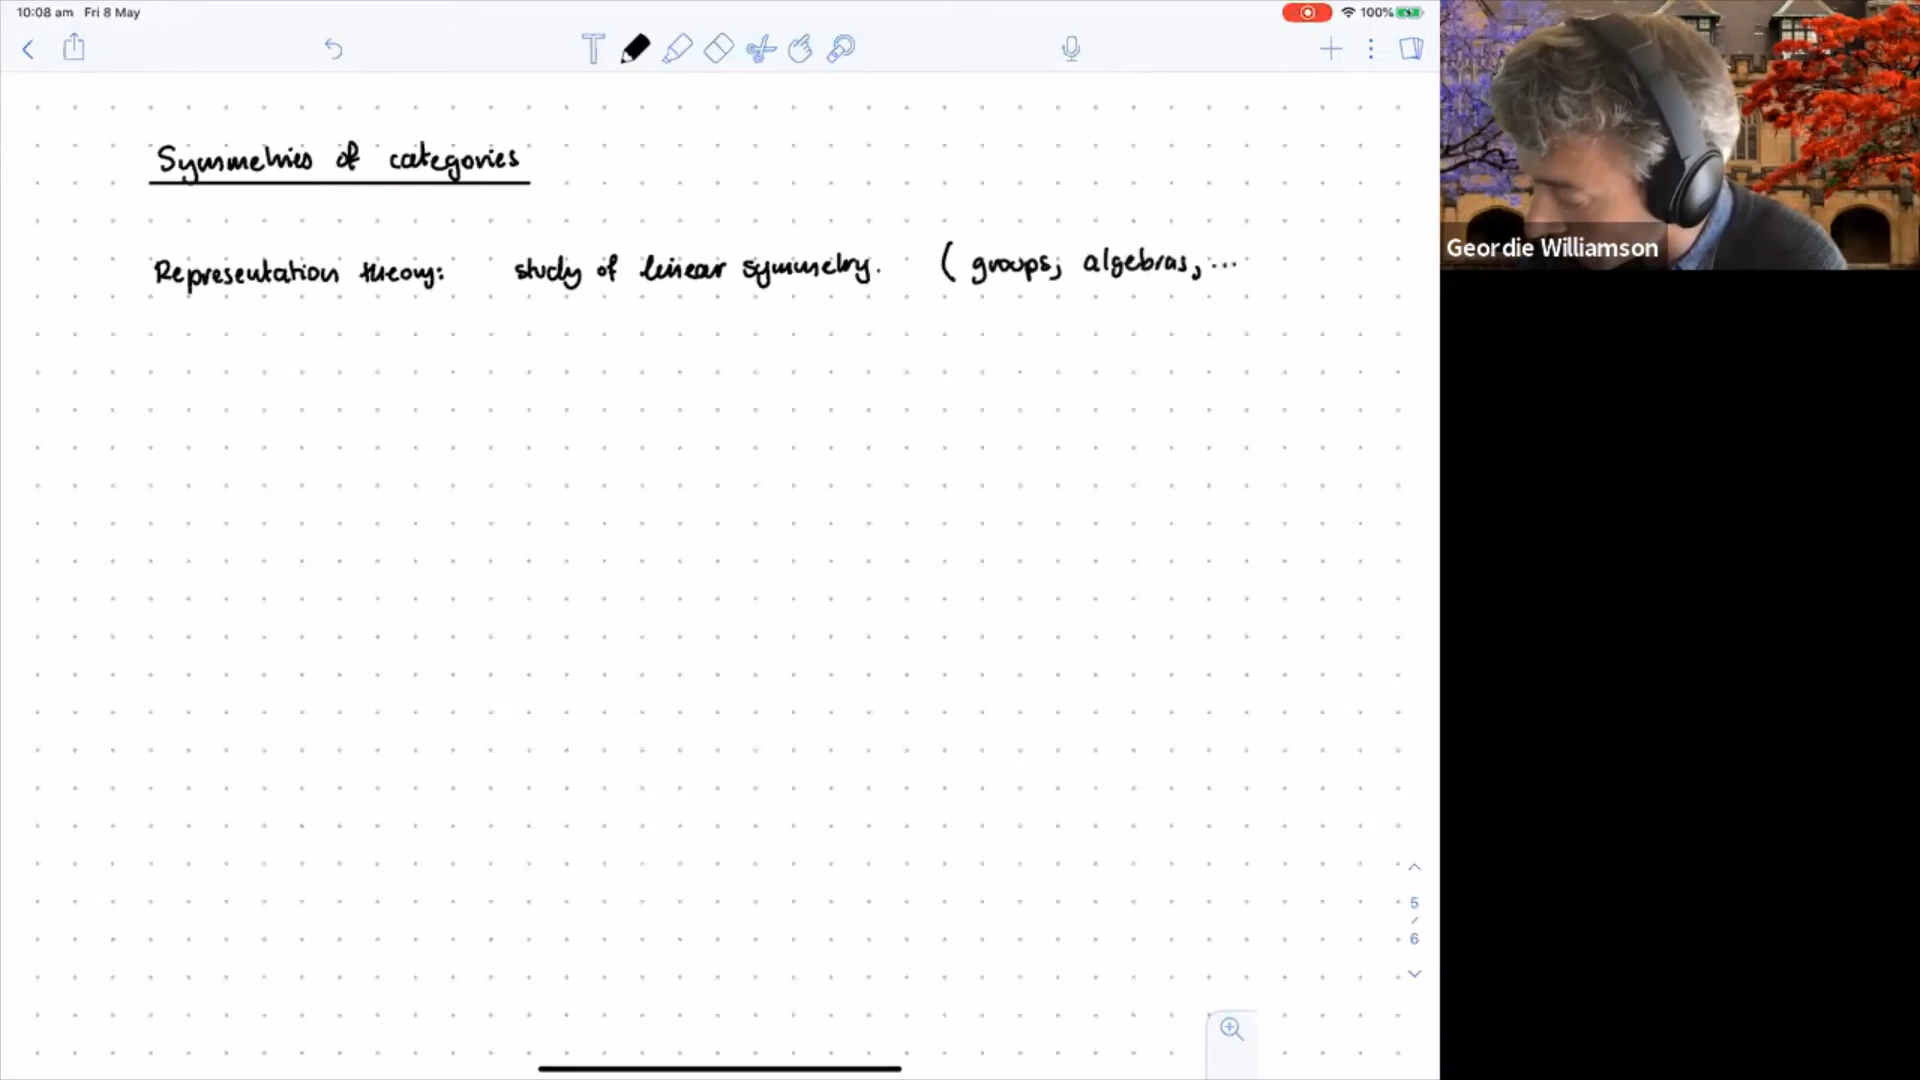 10:08 am Fri 8 May
100%
Symmetries of categories
Geordie Williamson
Representation theory: study of linear symmetry. ( groups, algebras, ...
5
/
6